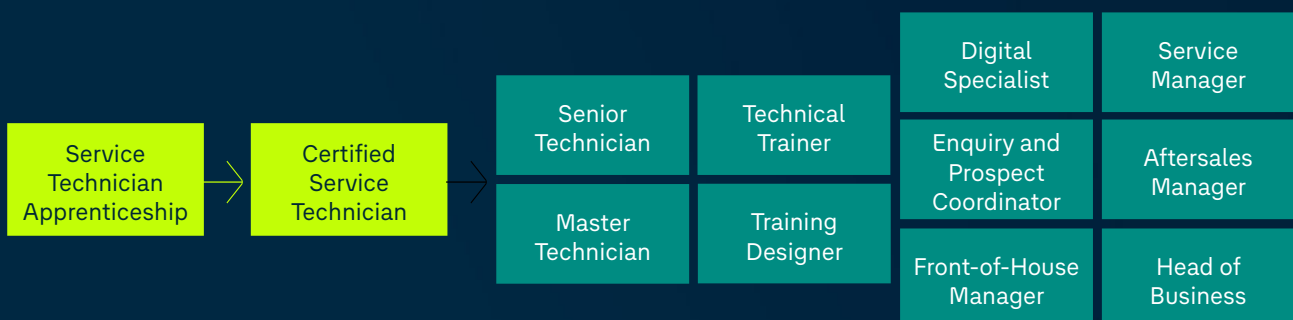 Service
Technician
Apprenticeship
Certified
Service
Technician
Senior
Technician
Technical
Trainer
Master
Technician
Training
Designer
Digital
Specialist
Service
Manager
Enquiry and
Prospect
Coordinator
Aftersales
Manager
Front-of-House
Manager
Head of
Business